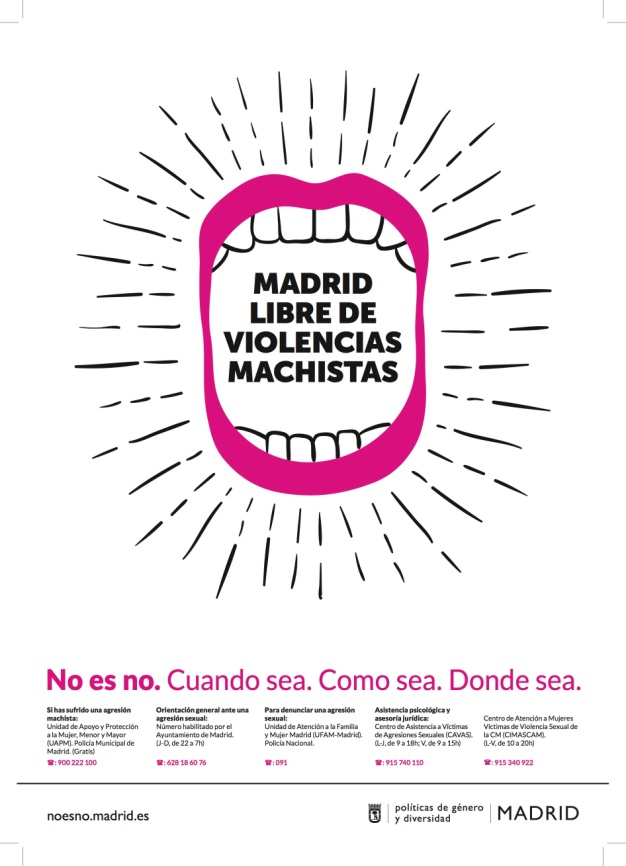 MADRID
LIBRE DE
VIOLENCIAS
MACHISTAS
No es no. Cuando sea. Como sea. Donde sea.
Si has sufrido una agresión
machista:
Unidad de Apoyo y Protección
a la Mujer, Menor y Mayor
(UAPM). Policía Municipal de
Madrid. (Gratis)
☎: 900 222 100
Orientación general ante una
agresión sexual:
Número habilitado por el
Ayuntamiento de Madrid.
(J-D, de 22 a 7h)
☎: 628 18 60 76
Para denunciar una agresión
sexual:
Unidad de Atención a la Familia
y Mujer Madrid (UFAM-Madrid).
Policía Nacional.
☎: 091
Asistencia psicológica y
asesoría jurídica:
Centro de Asistencia a Víctimas
de Agresiones Sexuales (CAVAS).
(L-J, de 9 a 18h; V, de 9 a 15h)
☎: 915 740 110
Centro de Atención a Mujeres
Víctimas de Violencia Sexual de
la CM (CIMASCAM).
(L-V, de 10 a 20h)
☎: 915 340 922
noesno.madrid.es
políticas de género
y diversidad
MADRID